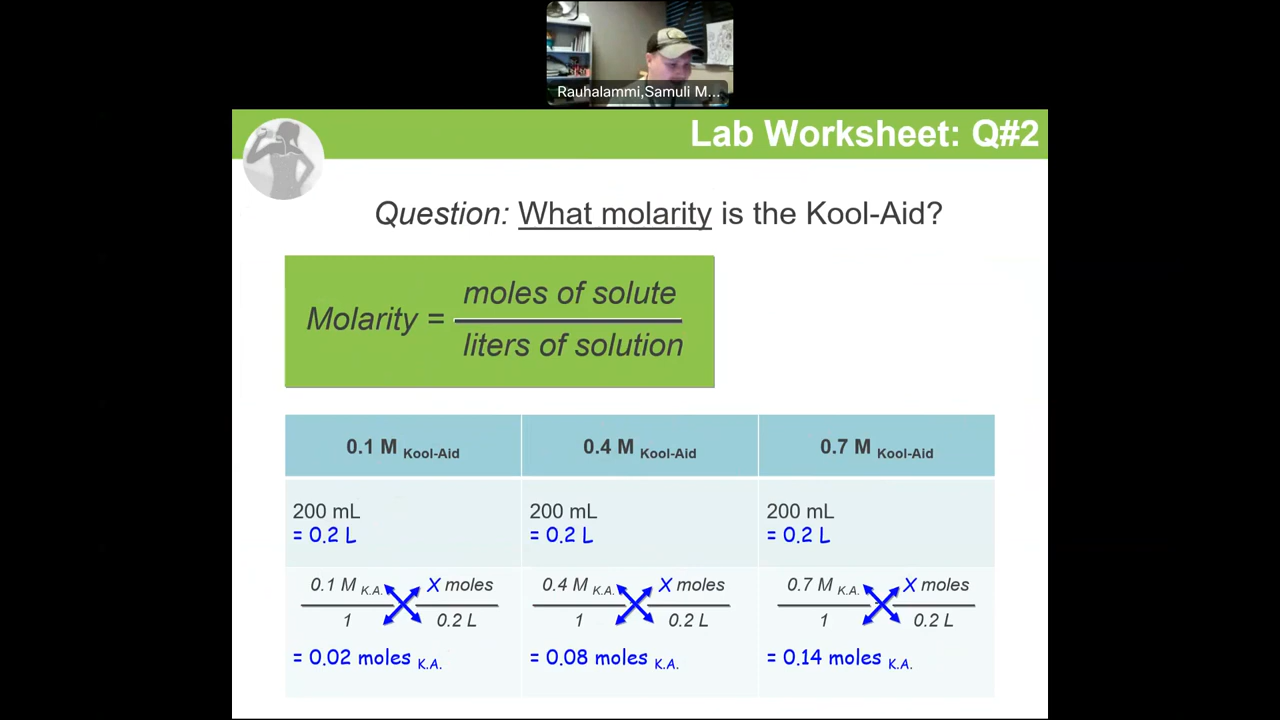 Rauhalammi,Samuli M...
Lab Worksheet: Q#2
Question: What molarity is the Kool-Aid?
Molarity = moles of solute
liters of solution
0.1 M Kool-Aid 0.4 M Kool-Aid 0.7 M Kool-Aid
200 mL 200 mL 200 mL
= 0.2 L = 0.2 L = 0.2 L
0.1 M K.A. X moles 0.4 M K.A. X moles 0.7 M K.A. X moles
1 0.2 L 1 0.2 L 1 0.2 L
= 0.02 moles K.A. = 0.08 moles K.A. = 0.14 moles K.A.